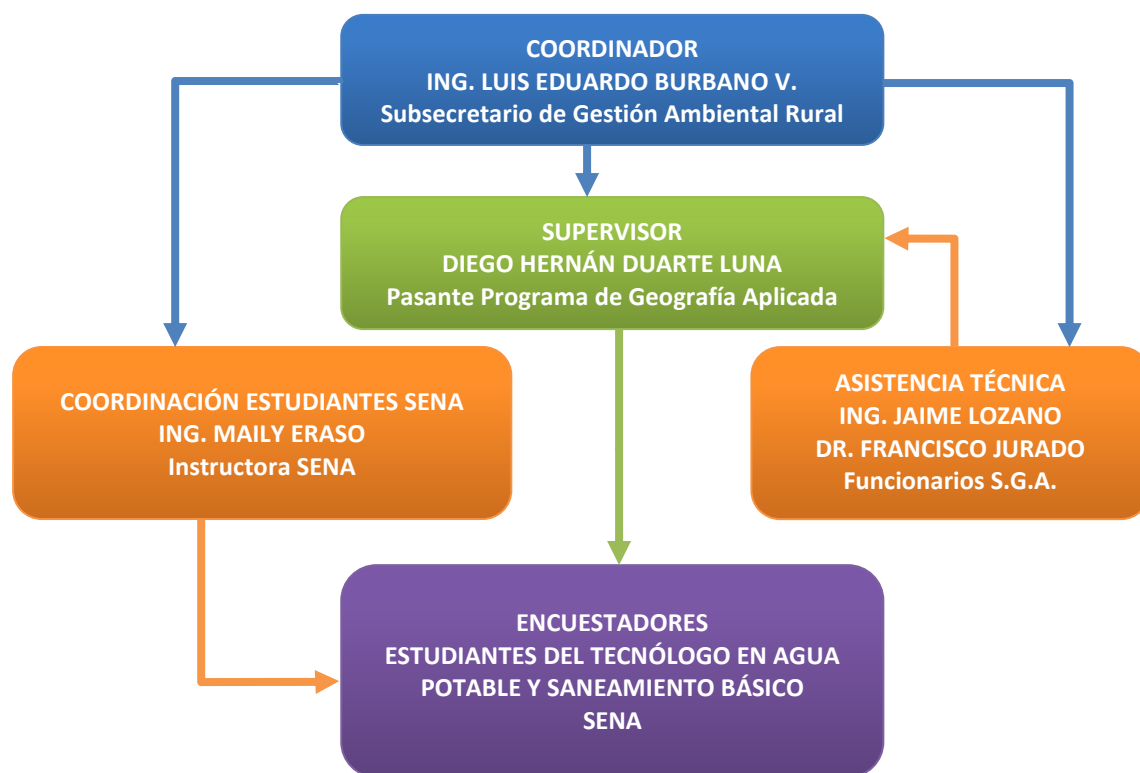 COORDINADOR
ING. LUIS EDUARDO BURBANO V.
Subsecretario de Gestión Ambiental Rural
SUPERVISOR
DIEGO HERNÁN DUARTE LUNA
Pasante Programa de Geografía Aplicada
COORDINACIÓN ESTUDIANTES SENA
ING. MAILY ERASO
Instructora SENA
ASISTENCIA TÉCNICA
ING. JAIME LOZANO
DR. FRANCISCO JURADO
Funcionarios S.G.A.
ENCUESTADORES
ESTUDIANTES DEL TECNÓLOGO EN AGUA
POTABLE Y SANEAMIENTO BÁSICO
SENA